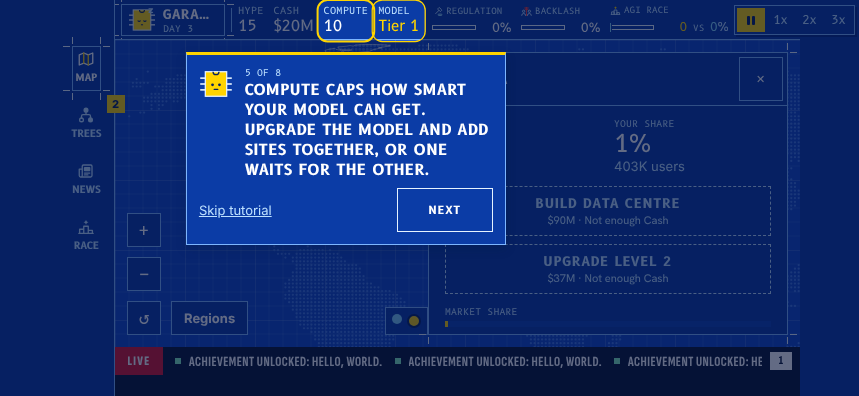 GARA...
DAY 3
HYPE
15
CASH
$20M
COMPUTE
10
MODEL
Tier 1
REGULATION
0%
BACKLASH
0%
AGI RACE
0 vs 0%
1x 2x 3x
MAP
2
TREES
NEWS
RACE
5 OF 8
COMPUTE CAPS HOW SMART
YOUR MODEL CAN GET.
UPGRADE THE MODEL AND ADD
SITES TOGETHER, OR ONE
WAITS FOR THE OTHER.
Skip tutorial
NEXT
×
YOUR SHARE
1%
403K users
BUILD DATA CENTRE
$90M · Not enough Cash
UPGRADE LEVEL 2
$37M · Not enough Cash
MARKET SHARE
+
−
↺
Regions
LIVE
ACHIEVEMENT UNLOCKED: HELLO, WORLD. ACHIEVEMENT UNLOCKED: HELLO, WORLD. ACHIEVEMENT UNLOCKED: HE
1